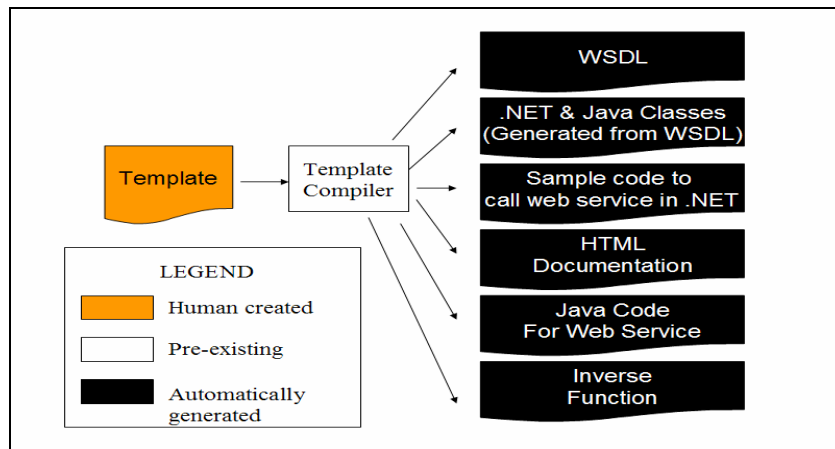 WSDL
.NET & Java Classes
(Generated from WSDL)
Template
Template
Compiler
Sample code to
call web service in .NET
HTML
Documentation
Java Code
For Web Service
Inverse
Function
LEGEND
Human created
Pre-existing
Automatically
generated